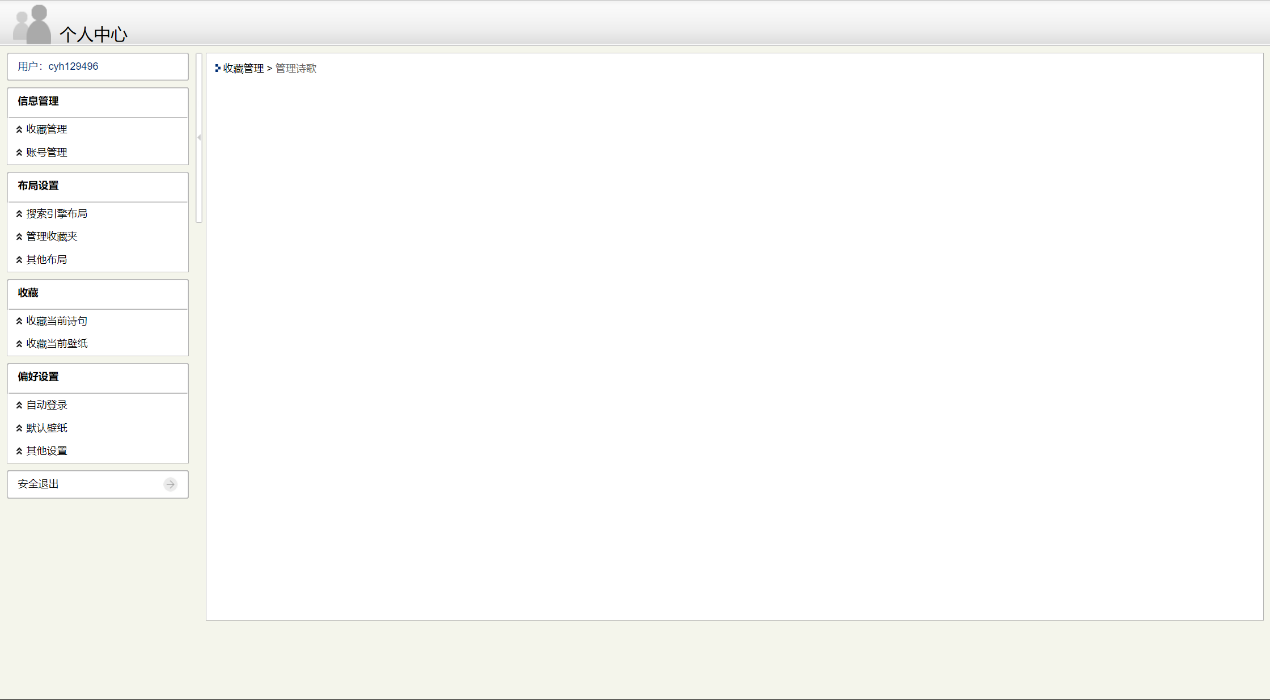 个人中心
用户：cyh129496
收藏管理 > 管理诗歌
信息管理
收藏管理
账号管理
布局设置
搜索引擎布局
管理收藏夹
其他布局
收藏
收藏当前诗句
收藏当前壁纸
偏好设置
自动登录
默认壁纸
其他设置
安全退出